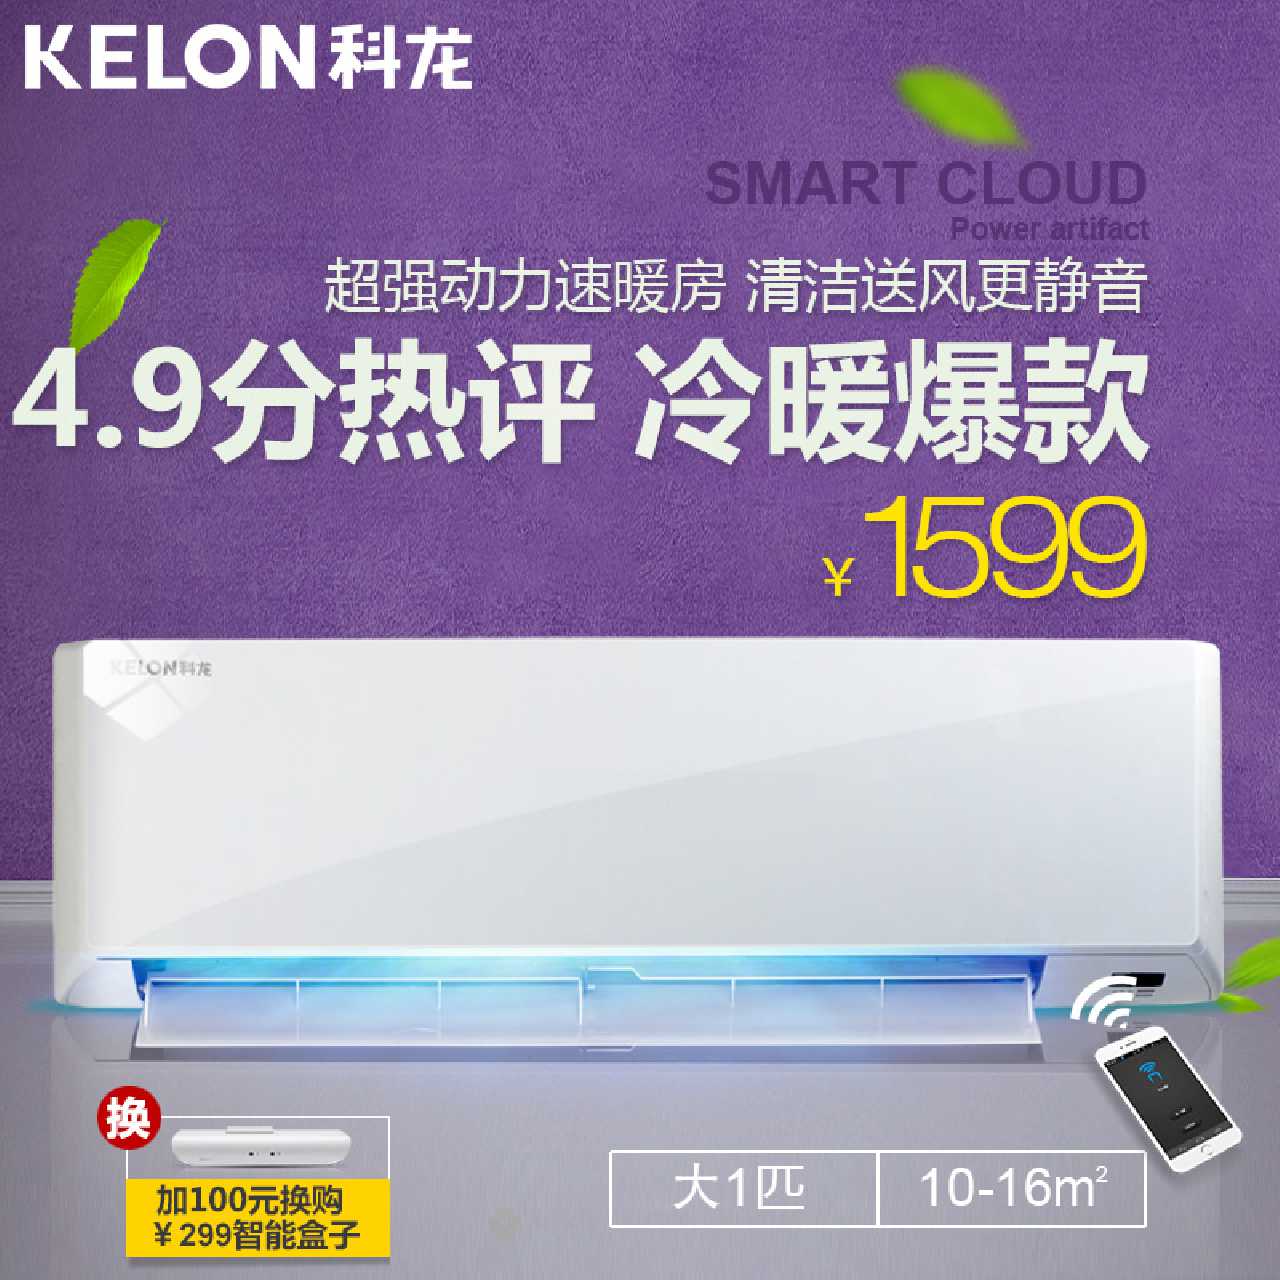 KELON科龙
SMART CLOUD
Power artifact
超强动力速暖房 清洁送风更静音
4.9分热评 冷暖爆款
¥1599
KELON科龙
换
加100元换购
¥299智能盒子
大1匹
10-16m²